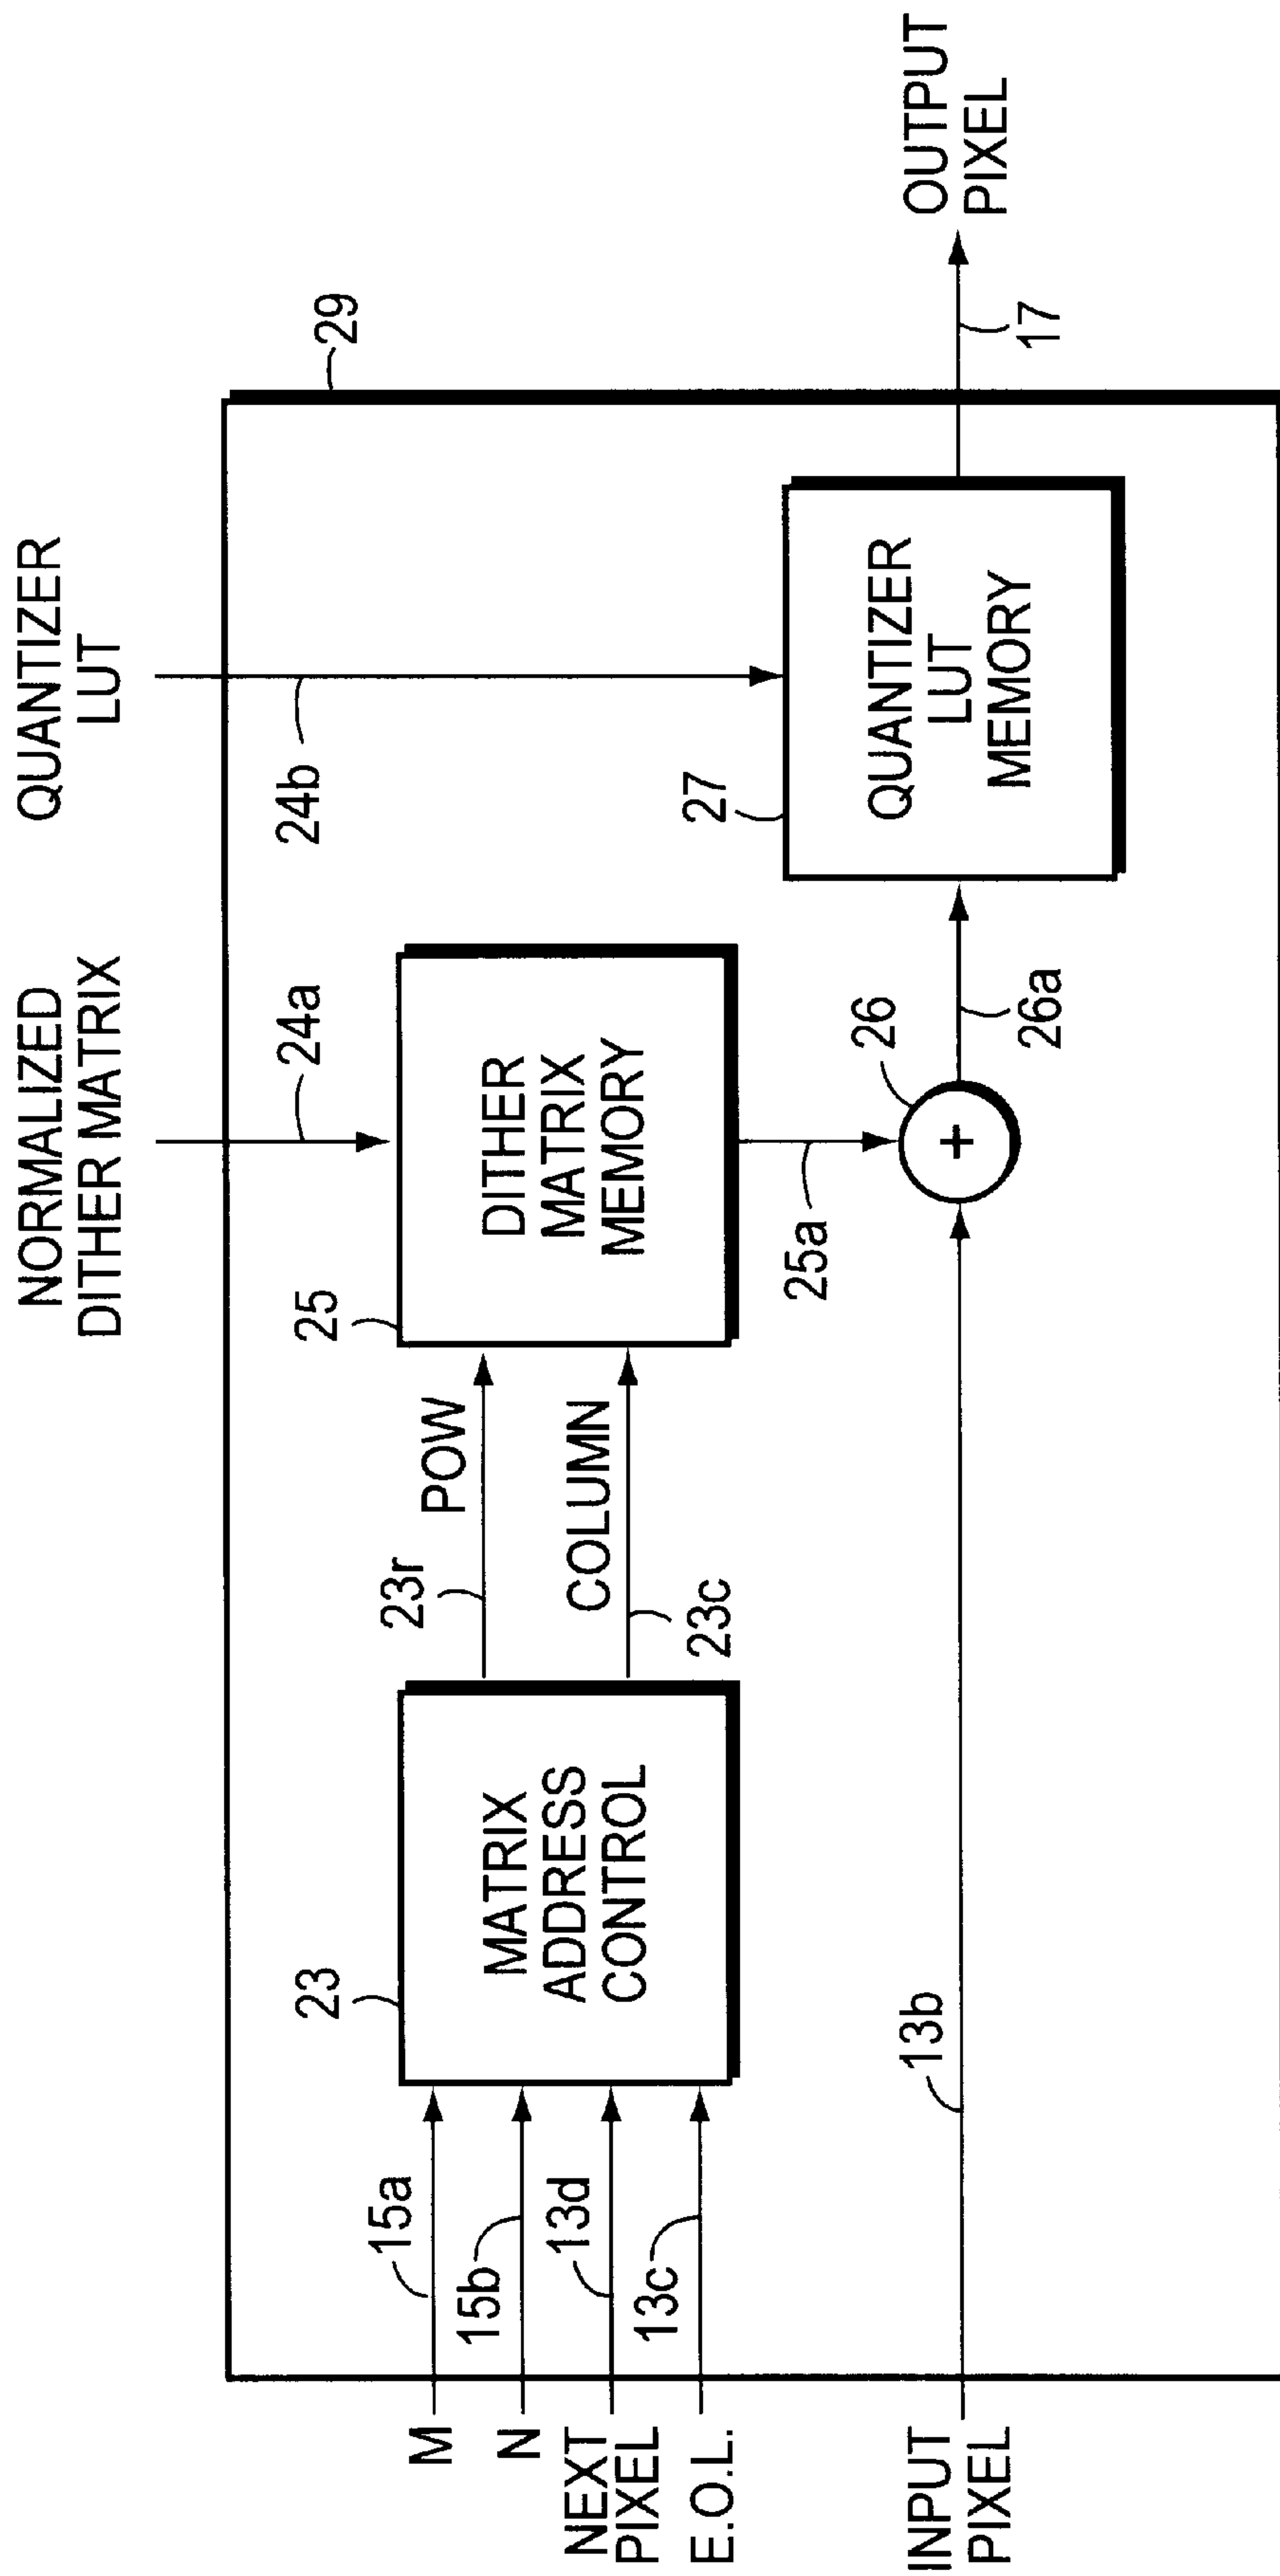 NORMALIZED
DITHER MATRIX
QUANTIZER
LUT
24a
24b
29
M
N
NEXT
PIXEL
E.O.L.
15a
15b
13d
13c
23
MATRIX
ADDRESS
CONTROL
23r
POW
COLUMN
23c
25
DITHER
MATRIX
MEMORY
25a
27
QUANTIZER
LUT
MEMORY
INPUT
PIXEL
13b
26
+
26a
17
OUTPUT
PIXEL